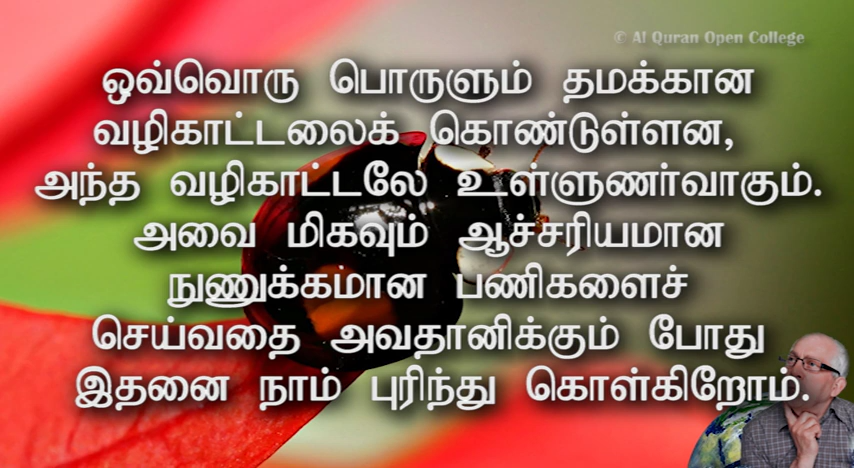 © Al Quran Open College
ஒவ்வொரு பொருளும் தமக்கான
வழிகாட்டலைக் கொண்டுள்ளன,
அந்த வழிகாட்டலே உள்ளுணர்வாகும்.
அவை மிகவும் ஆச்சரியமான
நுணுக்கமான பணிகளைச்
செய்வதை அவதானிக்கும் போது
இதனை நாம் புரிந்து கொள்கிறோம்.